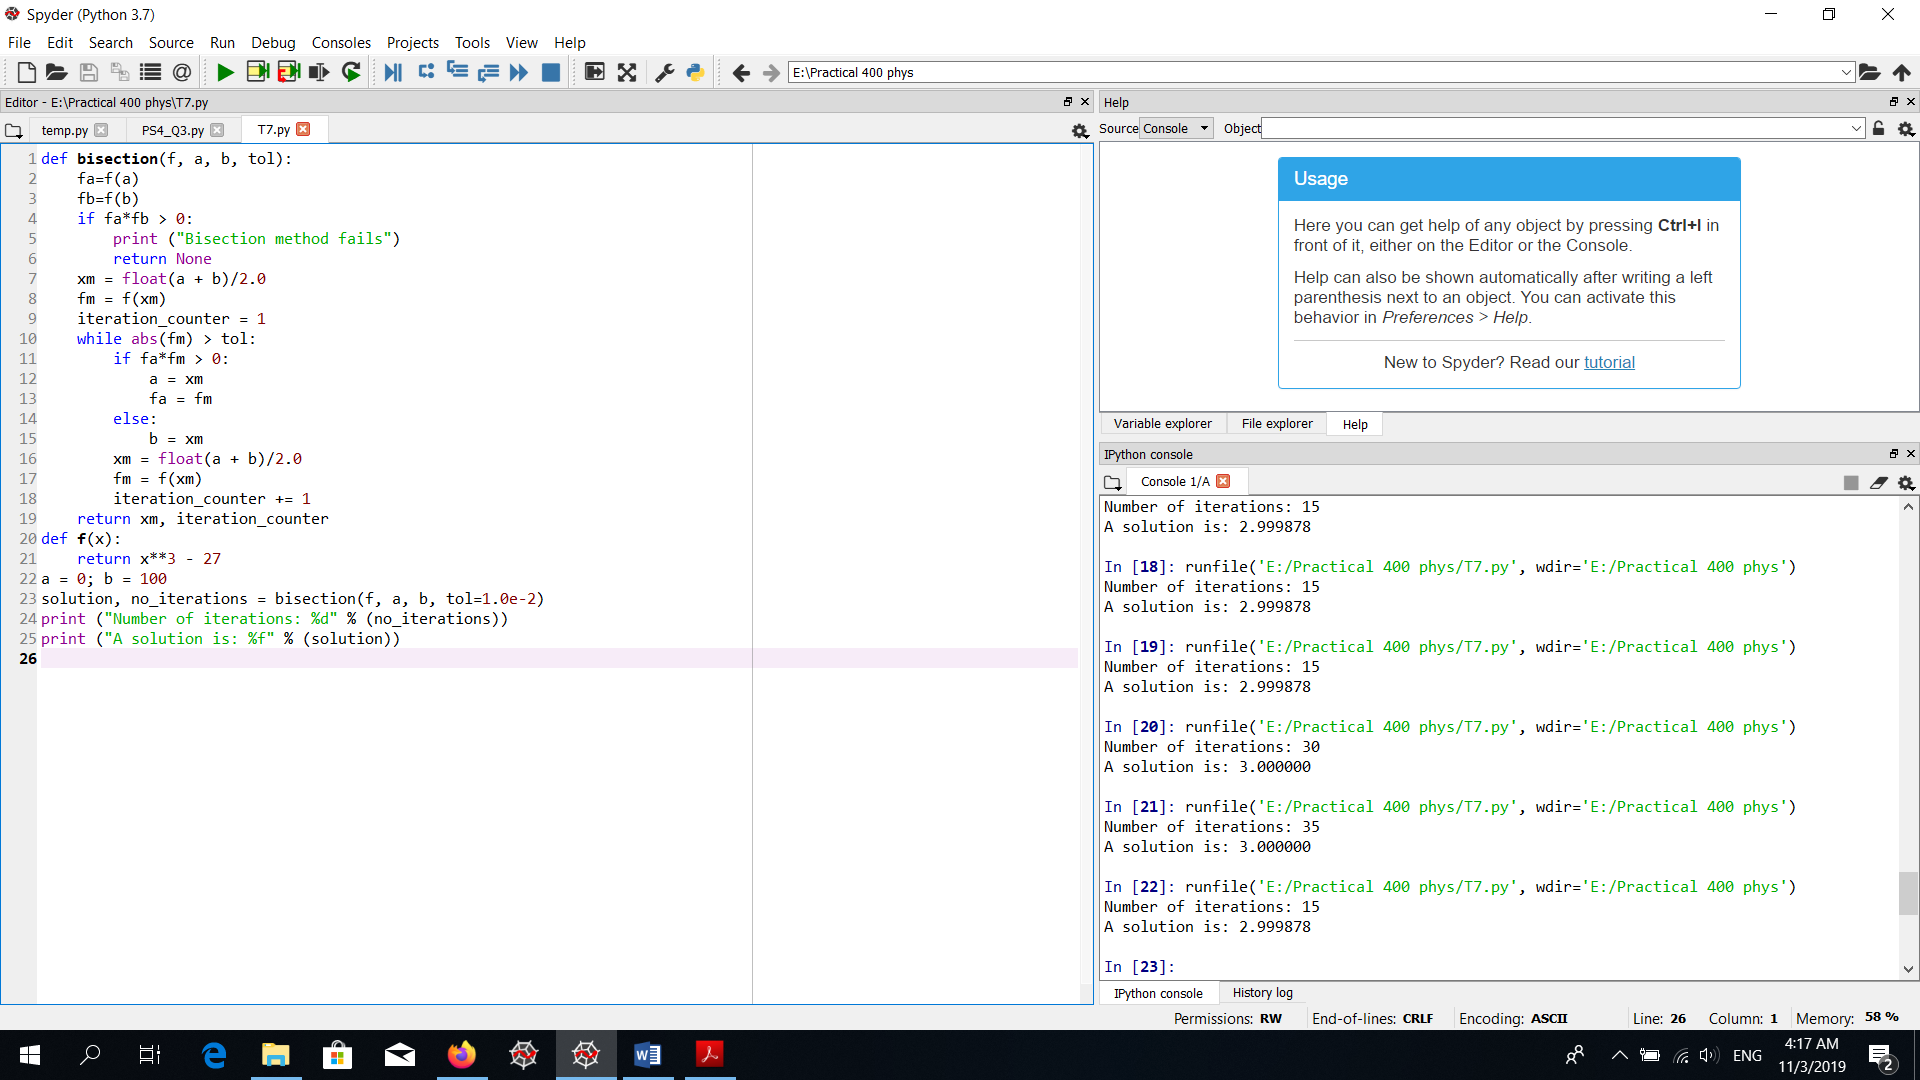 Spyder (Python 3.7)
File Edit Search Source Run Debug Consoles Projects Tools View Help
E:\Practical 400 phys
Editor - E:\Practical 400 phys\T7.py
temp.py PS4_Q3.py T7.py
1 def bisection(f, a, b, tol):
2     fa=f(a)
3     fb=f(b)
4     if fa*fb > 0:
5         print ("Bisection method fails")
6         return None
7     xm = float(a + b)/2.0
8     fm = f(xm)
9     iteration_counter = 1
10     while abs(fm) > tol:
11         if fa*fm > 0:
12             a = xm
13             fa = fm
14         else:
15             b = xm
16         xm = float(a + b)/2.0
17         fm = f(xm)
18         iteration_counter += 1
19     return xm, iteration_counter
20 def f(x):
21     return x**3 - 27
22 a = 0; b = 100
23 solution, no_iterations = bisection(f, a, b, tol=1.0e-2)
24 print ("Number of iterations: %d" % (no_iterations))
25 print ("A solution is: %f" % (solution))
26
Help
Source Console Object
Usage
Here you can get help of any object by pressing Ctrl+I in
front of it, either on the Editor or the Console.
Help can also be shown automatically after writing a left
parenthesis next to an object. You can activate this
behavior in Preferences > Help.
New to Spyder? Read our tutorial
Variable explorer File explorer Help
IPython console
Console 1/A
Number of iterations: 15
A solution is: 2.999878
In [18]: runfile('E:/Practical 400 phys/T7.py', wdir='E:/Practical 400 phys')
Number of iterations: 15
A solution is: 2.999878
In [19]: runfile('E:/Practical 400 phys/T7.py', wdir='E:/Practical 400 phys')
Number of iterations: 15
A solution is: 2.999878
In [20]: runfile('E:/Practical 400 phys/T7.py', wdir='E:/Practical 400 phys')
Number of iterations: 30
A solution is: 3.000000
In [21]: runfile('E:/Practical 400 phys/T7.py', wdir='E:/Practical 400 phys')
Number of iterations: 35
A solution is: 3.000000
In [22]: runfile('E:/Practical 400 phys/T7.py', wdir='E:/Practical 400 phys')
Number of iterations: 15
A solution is: 2.999878
In [23]:
IPython console History log
Permissions: RW End-of-lines: CRLF Encoding: ASCII Line: 26 Column: 1 Memory: 58 %
ENG
4:17 AM
11/3/2019
2